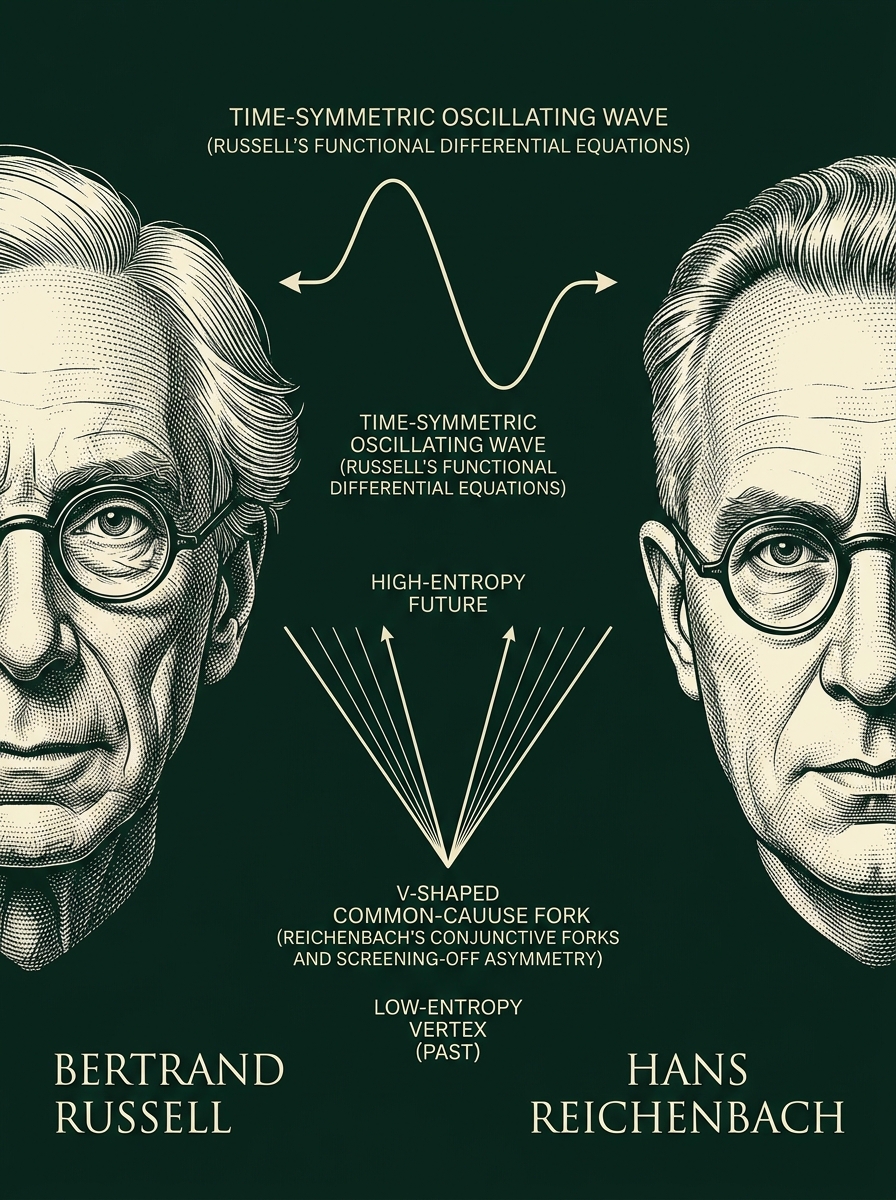 TIME-SYMMETRIC OSCILLATING WAVE
(RUSSELL'S FUNCTIONAL DIFFERENTIAL EQUATIONS)
TIME-SYMMETRIC
OSCILLATING WAVE
(RUSSELL'S FUNCTIONAL
DIFFERENTIAL EQUATIONS)
HIGH-ENTROPY
FUTURE
V-SHAPED
COMMON-CAUUSE FORK
(REICHENBACH'S CONJUNCTIVE FORKS
AND SCREENING-OFF ASYMMETRY)
LOW-ENTROPY
VERTEX
(PAST)
BERTRAND
RUSSELL
HANS
REICHENBACH